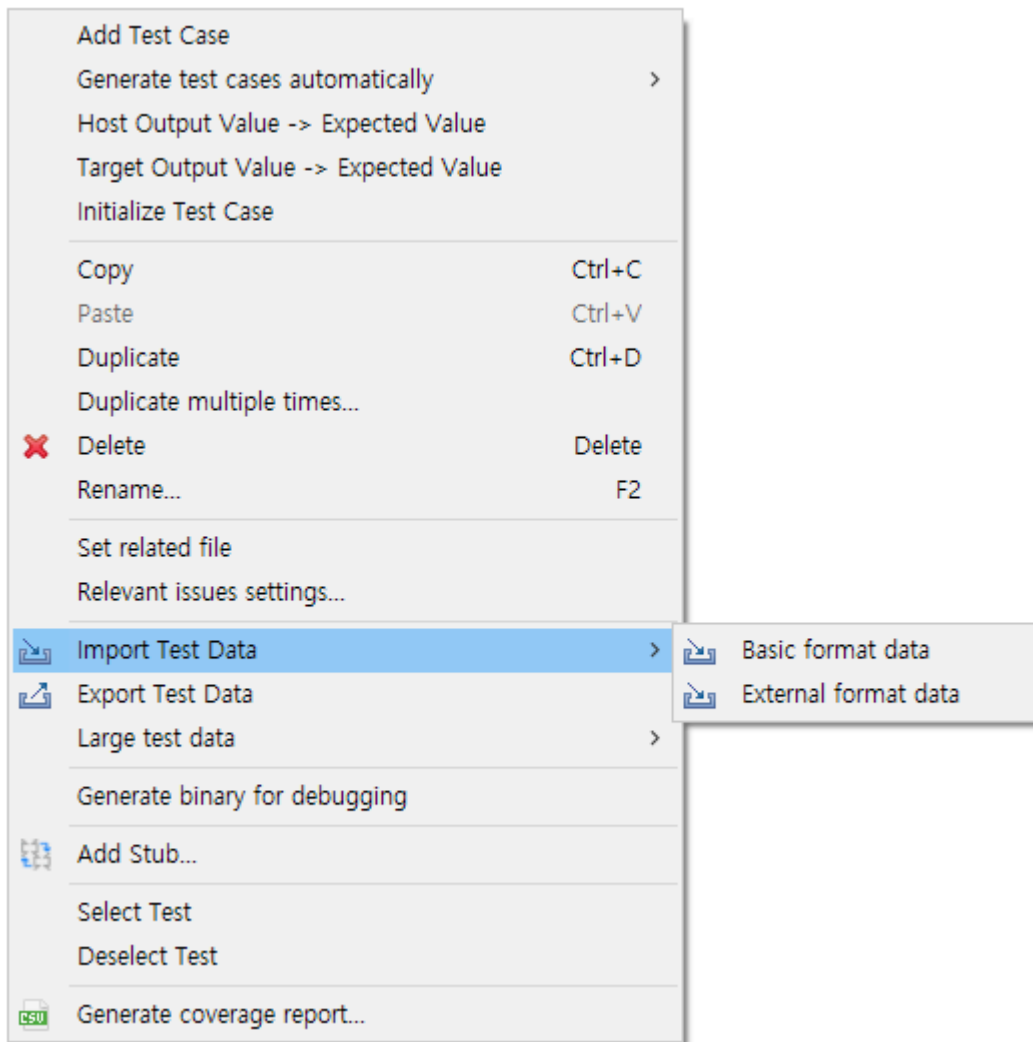 Add Test Case
Generate test cases automatically >
Host Output Value -> Expected Value
Target Output Value -> Expected Value
Initialize Test Case
Copy Ctrl+C
Paste Ctrl+V
Duplicate Ctrl+D
Duplicate multiple times...
Delete Delete
Rename... F2
Set related file
Relevant issues settings...
Import Test Data > Basic format data
Export Test Data External format data
Large test data >
Generate binary for debugging
Add Stub...
Select Test
Deselect Test
CSV Generate coverage report...